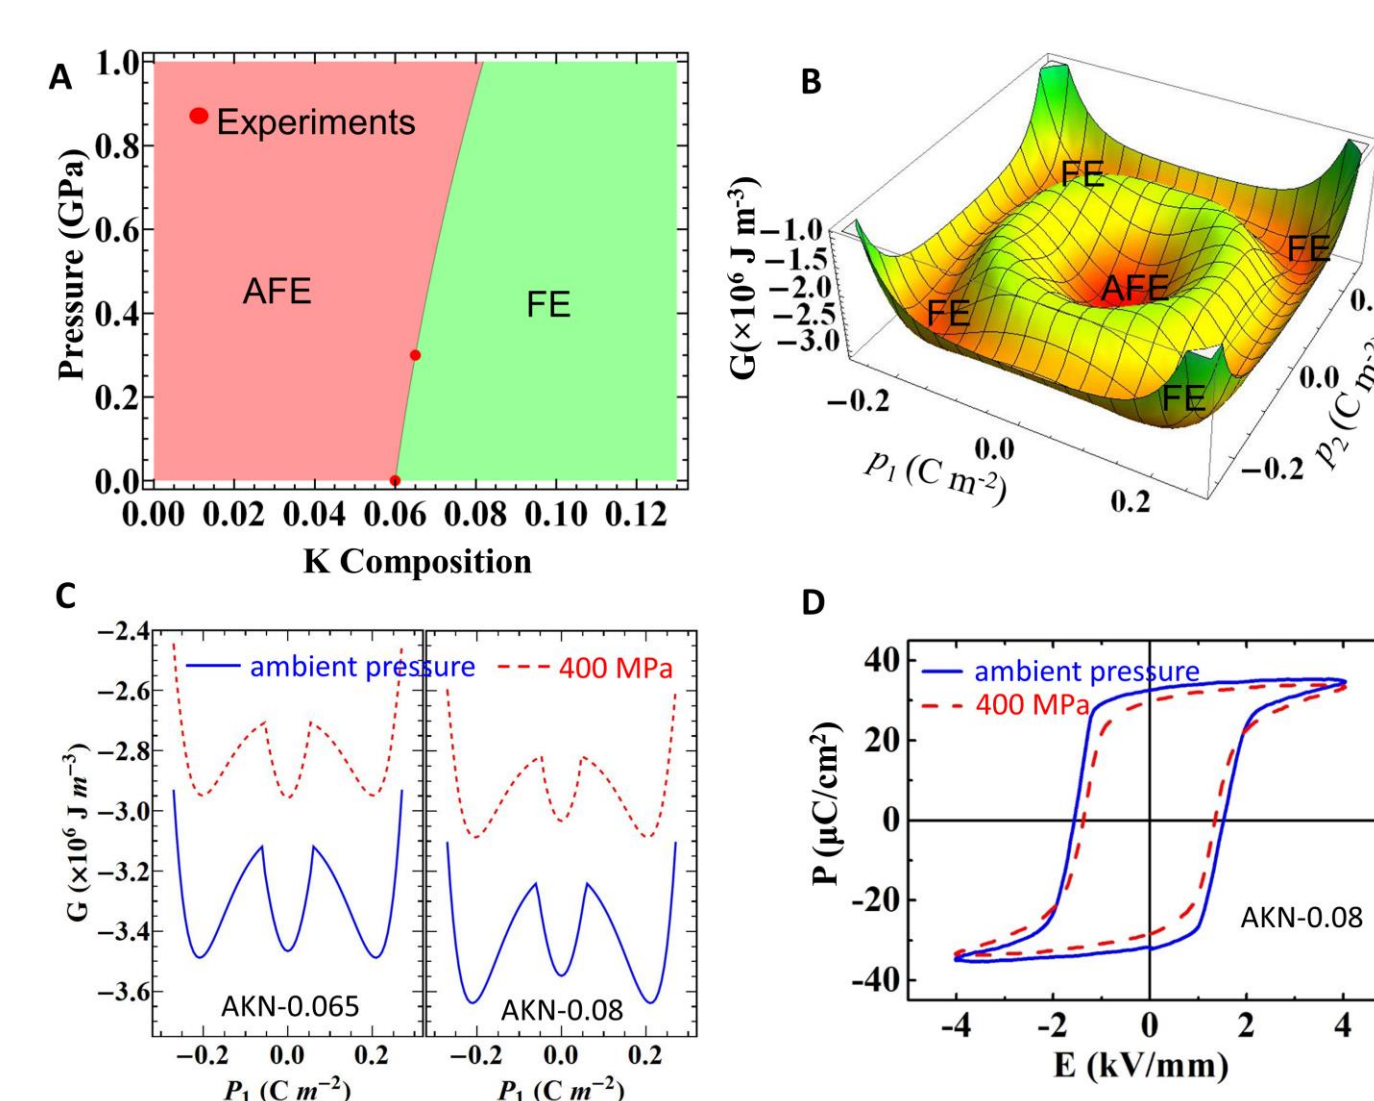 A
1.0
0.8
0.6
0.4
0.2
0.0
Pressure (GPa)
Experiments
AFE
FE
0.00 0.02 0.04 0.06 0.08 0.10 0.12
K Composition
B
G(×10⁶ J m⁻³)
−1.0
−1.5
−2.0
−2.5
−3.0
FE
FE
AFE
FE
FE
−0.2
0.0
0.2
p₁ (C m⁻²)
0.
0.0
−0.2
p₂ (C m
C
−2.4
−2.6
−2.8
−3.0
−3.2
−3.4
−3.6
G (×10⁶ J m⁻³)
ambient pressure
400 MPa
AKN-0.065
AKN-0.08
−0.2 0.0 0.2
−0.2 0.0 0.2
P₁ (C m⁻²)
P₁ (C m⁻²)
D
40
20
0
-20
-40
P (μC/cm²)
ambient pressure
400 MPa
AKN-0.08
-4 -2 0 2 4
E (kV/mm)